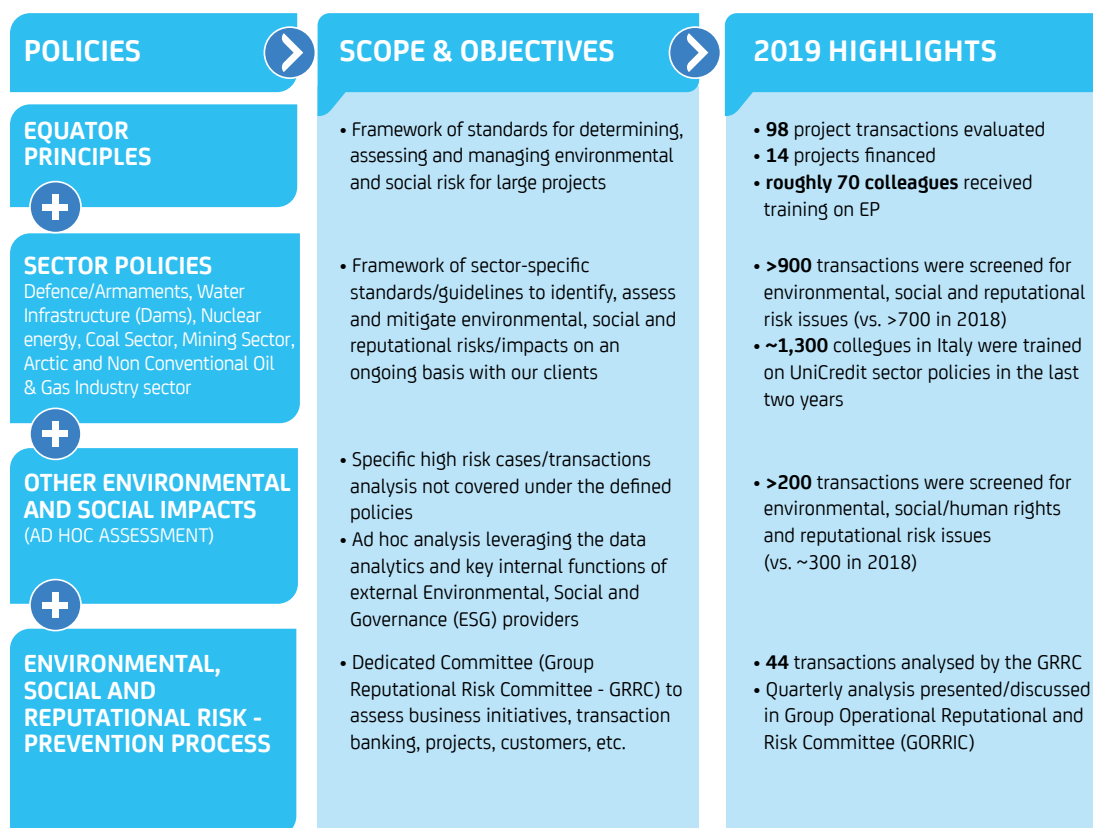 POLICIES
SCOPE & OBJECTIVES
2019 HIGHLIGHTS
EQUATOR
PRINCIPLES
• Framework of standards for determining,
assessing and managing environmental
and social risk for large projects
• 98 project transactions evaluated
• 14 projects financed
• roughly 70 colleagues received
training on EP
SECTOR POLICIES
Defence/Armaments, Water
Infrastructure (Dams), Nuclear
energy, Coal Sector, Mining Sector,
Arctic and Non Conventional Oil
& Gas Industry sector
• Framework of sector-specific
standards/guidelines to identify, assess
and mitigate environmental, social and
reputational risks/impacts on an
ongoing basis with our clients
• >900 transactions were screened for
environmental, social and reputational
risk issues (vs. >700 in 2018)
• ~1,300 collegues in Italy were trained
on UniCredit sector policies in the last
two years
OTHER ENVIRONMENTAL
AND SOCIAL IMPACTS
(AD HOC ASSESSMENT)
• Specific high risk cases/transactions
analysis not covered under the defined
policies
• Ad hoc analysis leveraging the data
analytics and key internal functions of
external Environmental, Social and
Governance (ESG) providers
• >200 transactions were screened for
environmental, social/human rights
and reputational risk issues
(vs. ~300 in 2018)
ENVIRONMENTAL,
SOCIAL AND
REPUTATIONAL RISK -
PREVENTION PROCESS
• Dedicated Committee (Group
Reputational Risk Committee - GRRC) to
assess business initiatives, transaction
banking, projects, customers, etc.
• 44 transactions analysed by the GRRC
• Quarterly analysis presented/discussed
in Group Operational Reputational and
Risk Committee (GORRIC)